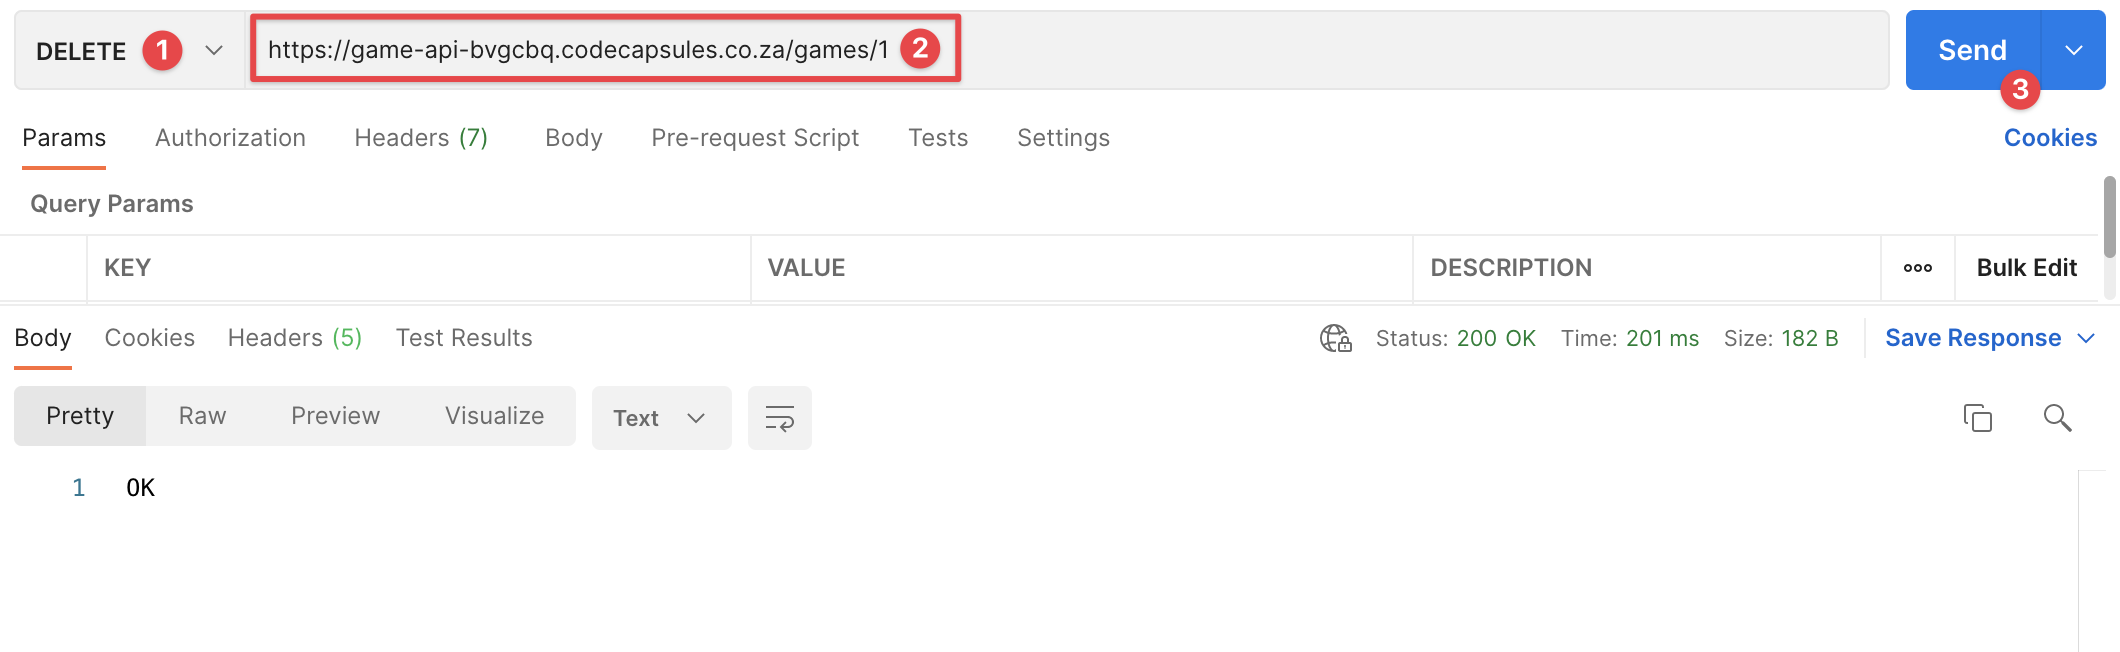 DELETE 1 https://game-api-bvgcbq.codecapsules.co.za/games/1 2 Send
3
Params Authorization Headers (7) Body Pre-request Script Tests Settings Cookies
Query Params
KEY VALUE DESCRIPTION Bulk Edit
Body Cookies Headers (5) Test Results Status: 200 OK Time: 201 ms Size: 182 B Save Response
Pretty Raw Preview Visualize Text
1 OK